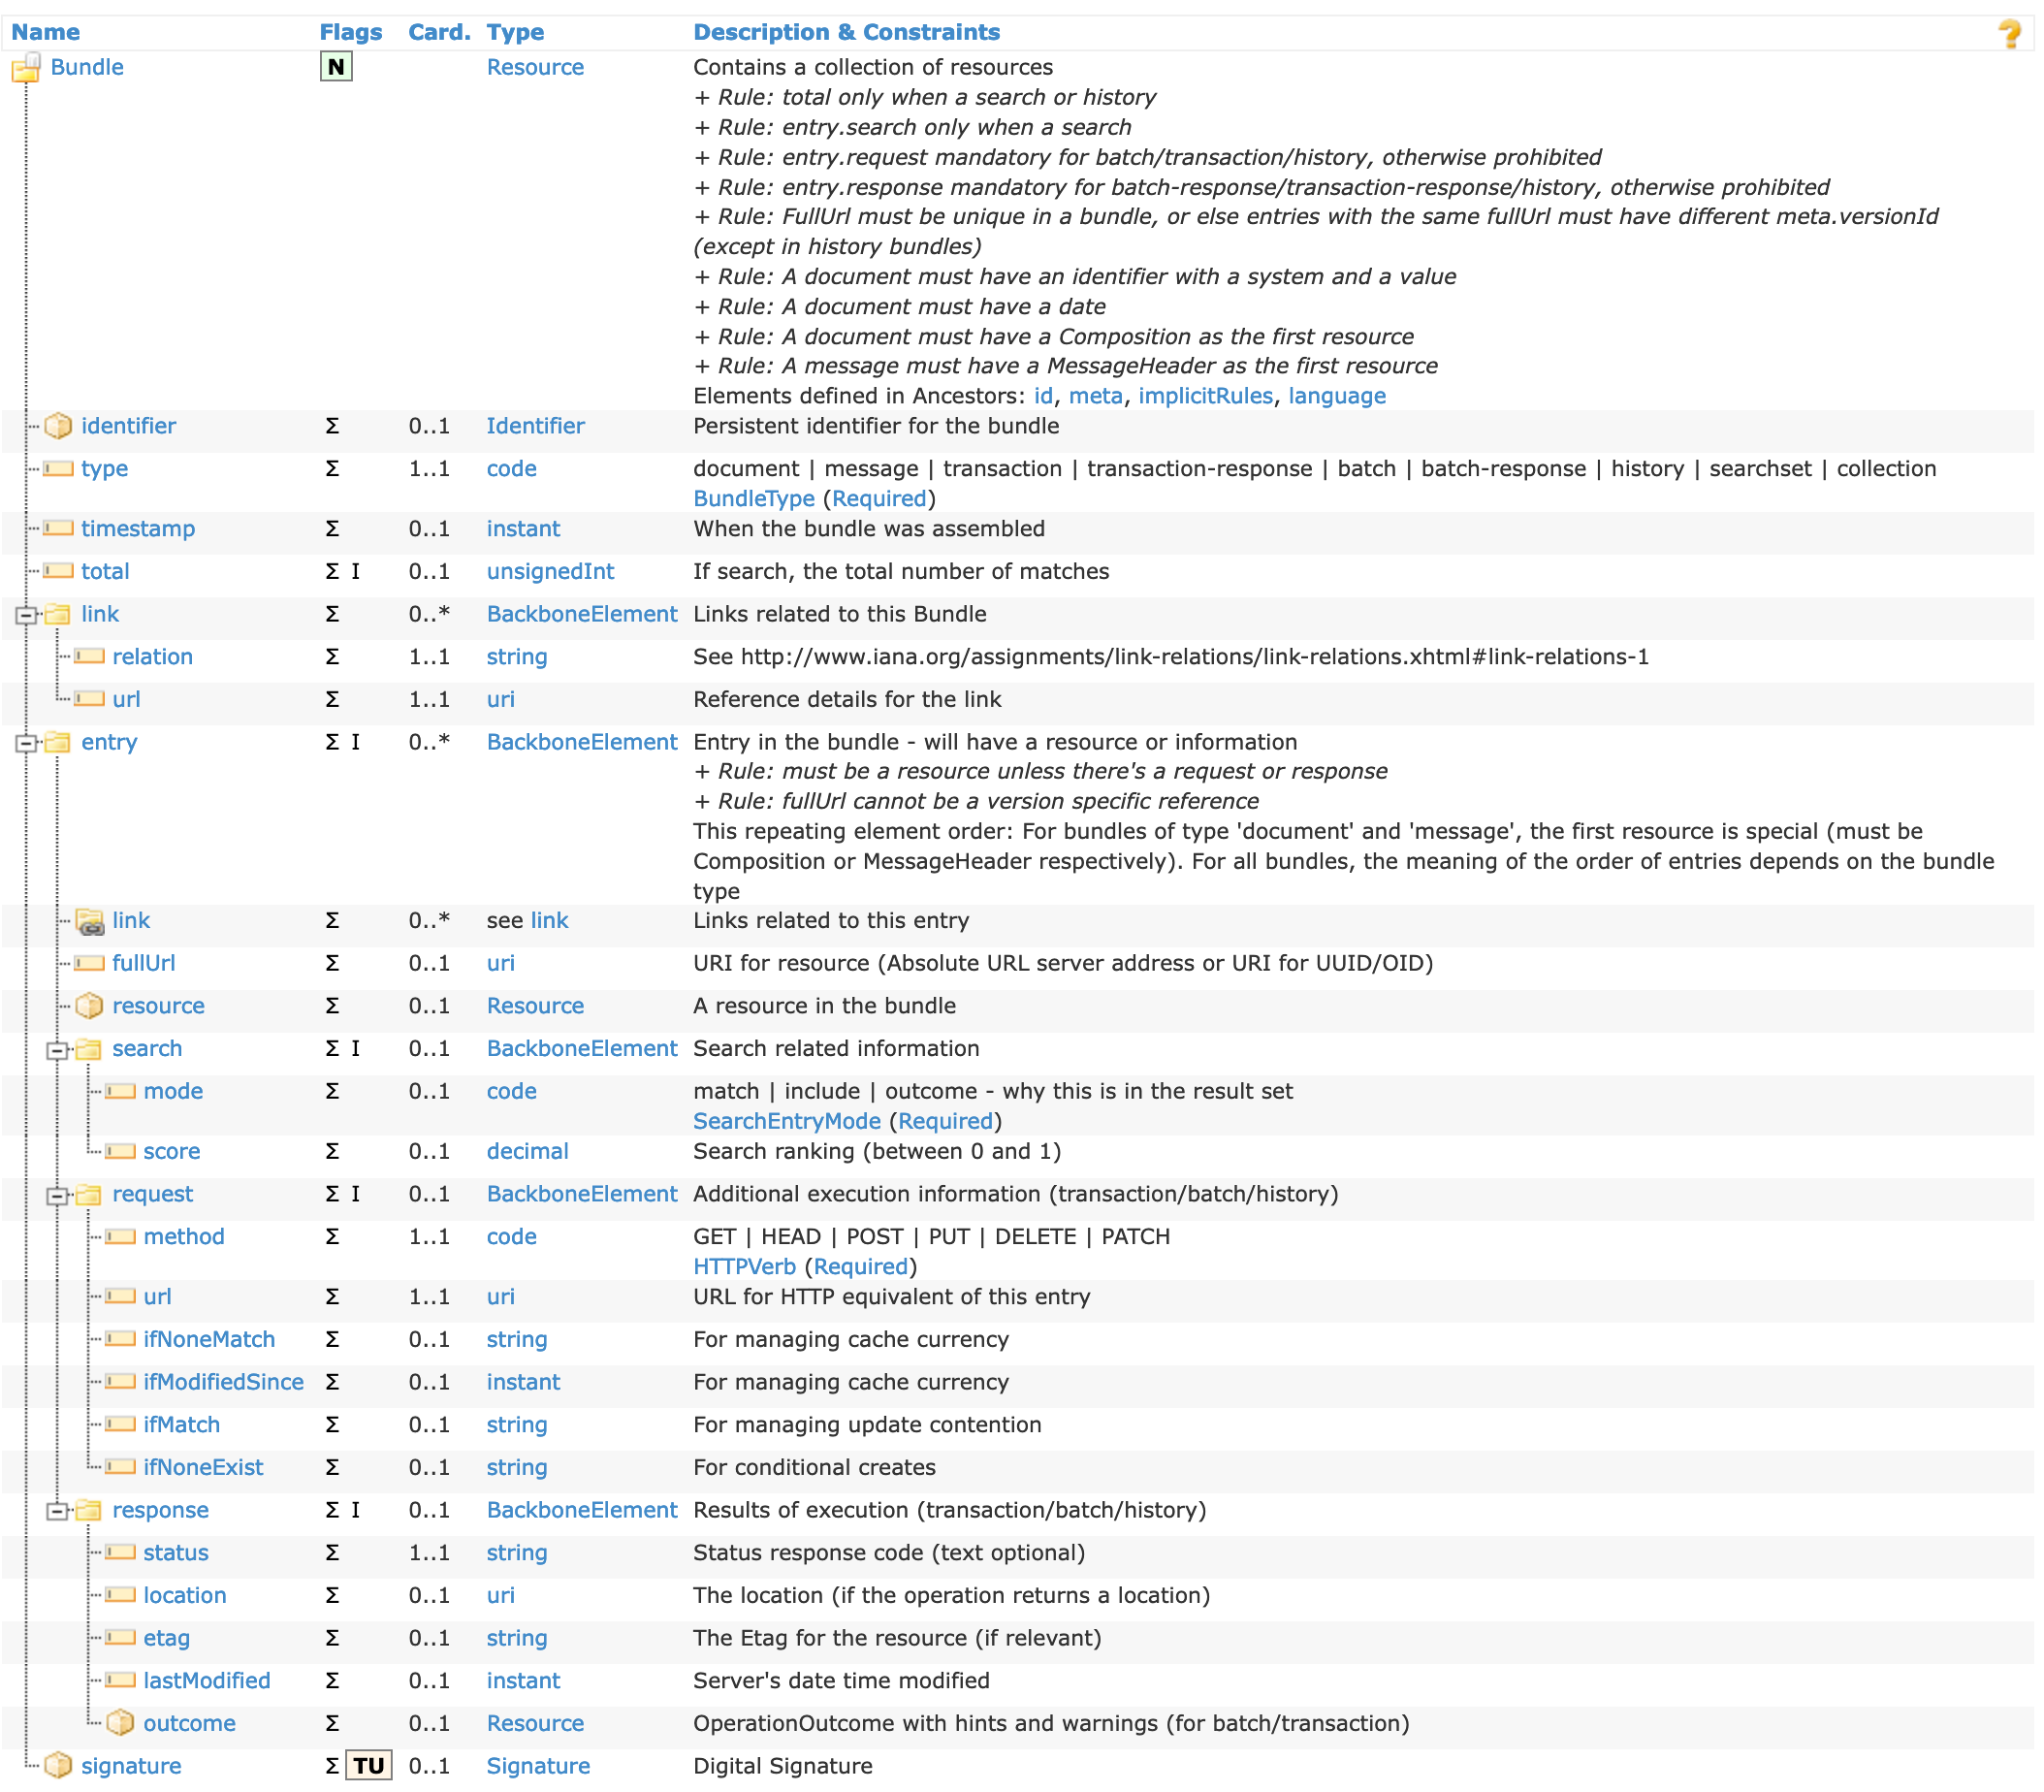 Name Flags Card. Type Description & Constraints
Bundle N Resource Contains a collection of resources
+ Rule: total only when a search or history
+ Rule: entry.search only when a search
+ Rule: entry.request mandatory for batch/transaction/history, otherwise prohibited
+ Rule: entry.response mandatory for batch-response/transaction-response/history, otherwise prohibited
+ Rule: FullUrl must be unique in a bundle, or else entries with the same fullUrl must have different meta.versionId
(except in history bundles)
+ Rule: A document must have an identifier with a system and a value
+ Rule: A document must have a date
+ Rule: A document must have a Composition as the first resource
+ Rule: A message must have a MessageHeader as the first resource
Elements defined in Ancestors: id, meta, implicitRules, language
identifier Σ 0..1 Identifier Persistent identifier for the bundle
type Σ 1..1 code document | message | transaction | transaction-response | batch | batch-response | history | searchset | collection
BundleType (Required)
timestamp Σ 0..1 instant When the bundle was assembled
total Σ I 0..1 unsignedInt If search, the total number of matches
link Σ 0..* BackboneElement Links related to this Bundle
relation Σ 1..1 string See http://www.iana.org/assignments/link-relations/link-relations.xhtml#link-relations-1
url Σ 1..1 uri Reference details for the link
entry Σ I 0..* BackboneElement Entry in the bundle - will have a resource or information
+ Rule: must be a resource unless there's a request or response
+ Rule: fullUrl cannot be a version specific reference
This repeating element order: For bundles of type 'document' and 'message', the first resource is special (must be
Composition or MessageHeader respectively). For all bundles, the meaning of the order of entries depends on the bundle
type
link Σ 0..* see link Links related to this entry
fullUrl Σ 0..1 uri URI for resource (Absolute URL server address or URI for UUID/OID)
resource Σ 0..1 Resource A resource in the bundle
search Σ I 0..1 BackboneElement Search related information
mode Σ 0..1 code match | include | outcome - why this is in the result set
SearchEntryMode (Required)
score Σ 0..1 decimal Search ranking (between 0 and 1)
request Σ I 0..1 BackboneElement Additional execution information (transaction/batch/history)
method Σ 1..1 code GET | HEAD | POST | PUT | DELETE | PATCH
HTTPVerb (Required)
url Σ 1..1 uri URL for HTTP equivalent of this entry
ifNoneMatch Σ 0..1 string For managing cache currency
ifModifiedSince Σ 0..1 instant For managing cache currency
ifMatch Σ 0..1 string For managing update contention
ifNoneExist Σ 0..1 string For conditional creates
response Σ I 0..1 BackboneElement Results of execution (transaction/batch/history)
status Σ 1..1 string Status response code (text optional)
location Σ 0..1 uri The location (if the operation returns a location)
etag Σ 0..1 string The Etag for the resource (if relevant)
lastModified Σ 0..1 instant Server's date time modified
outcome Σ 0..1 Resource OperationOutcome with hints and warnings (for batch/transaction)
signature Σ TU 0..1 Signature Digital Signature